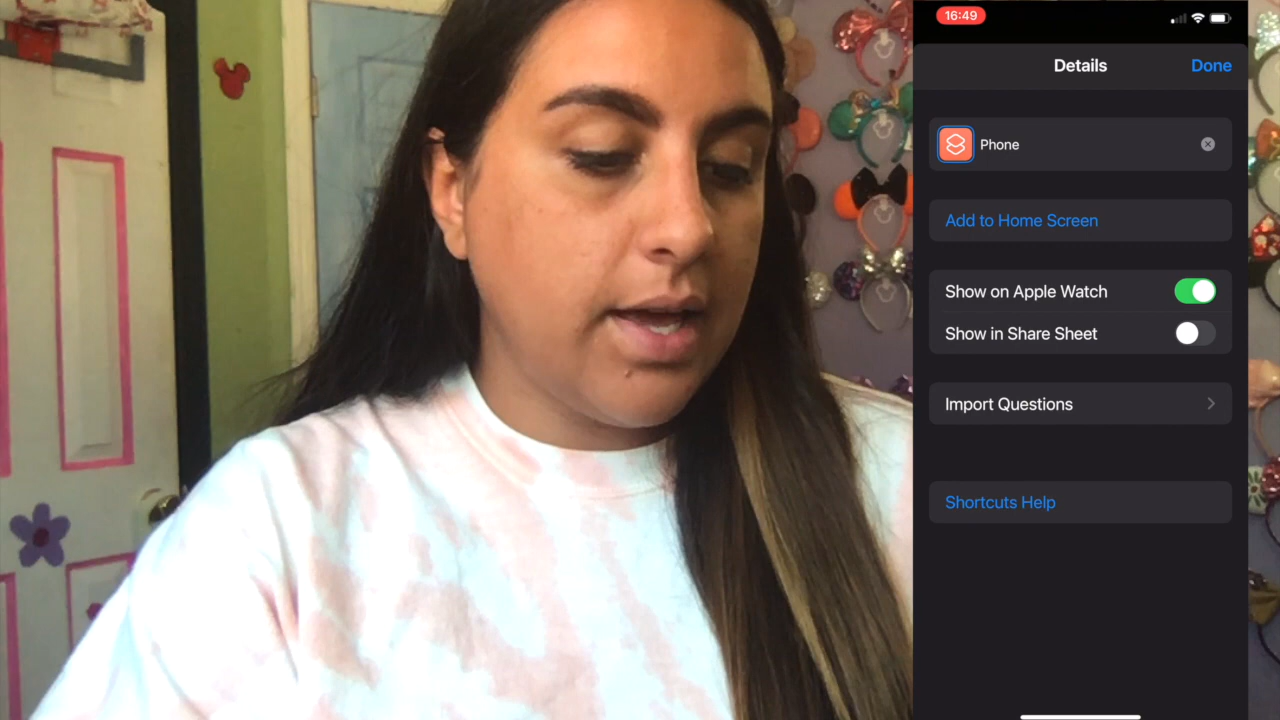 16:49
Details
Done
Phone
Add to Home Screen
Show on Apple Watch
Show in Share Sheet
Import Questions
Shortcuts Help